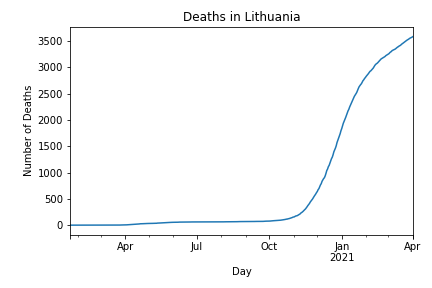 Deaths in Lithuania
Number of Deaths
3500
3000
2500
2000
1500
1000
500
0
Apr
Jul
Oct
Jan
2021
Apr
Day